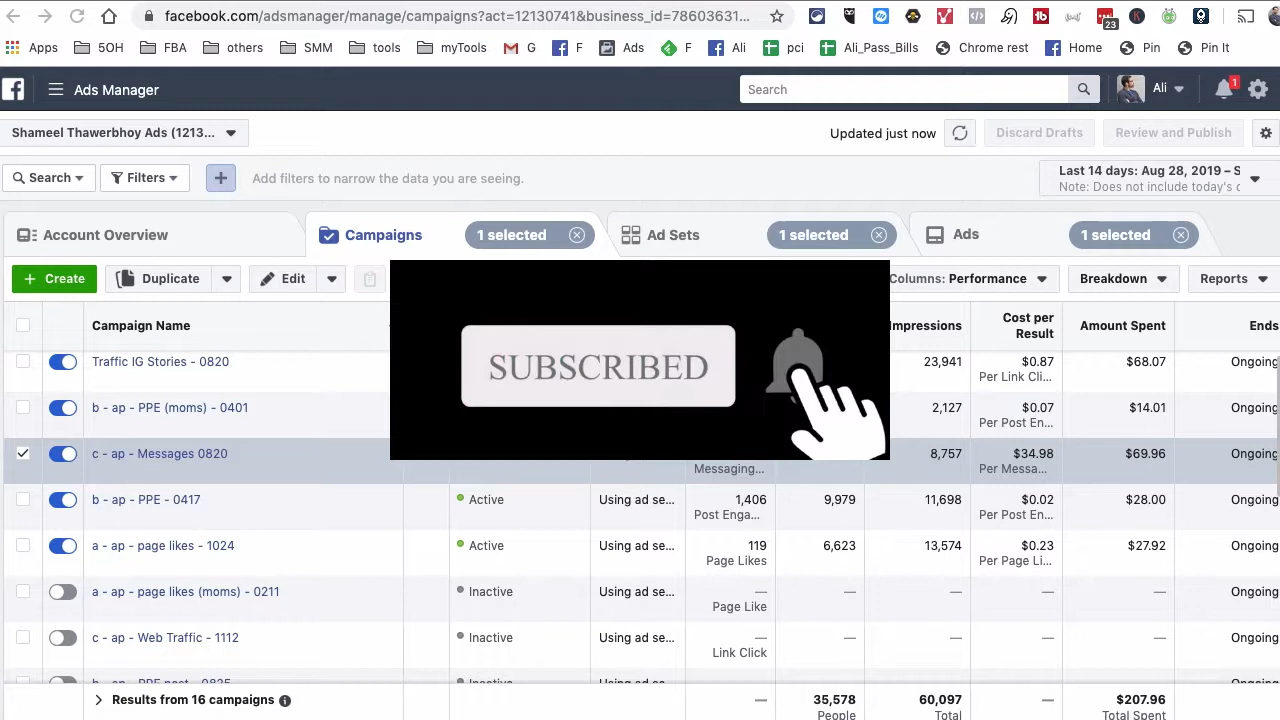 facebook.com/adsmanager/manage/campaigns?act=12130741&business_id=78603631...
23
Apps 5OH FBA others SMM tools myTools G F Ads F Ali pci Ali_Pass_Bills Chrome rest Home Pin Pin It
Ads Manager Search Ali 1
Shameel Thawerbhoy Ads (1213... Updated just now Discard Drafts Review and Publish
Search Filters + Add filters to narrow the data you are seeing. Last 14 days: Aug 28, 2019 – S
Note: Does not include today's d
Account Overview Campaigns 1 selected Ad Sets 1 selected Ads 1 selected
+ Create Duplicate Edit Columns: Performance Breakdown Reports
Campaign Name Impressions Cost per Result Amount Spent Ends
Traffic IG Stories - 0820 23,941 $0.87 $68.07 Ongoing
Per Link Cli...
SUBSCRIBED
b - ap - PPE (moms) - 0401 2,127 $0.07 $14.01 Ongoing
Per Post En...
c - ap - Messages 0820 8,757 $34.98 $69.96 Ongoing
Messaging... Per Messa...
b - ap - PPE - 0417 Active Using ad se... 1,406 9,979 11,698 $0.02 $28.00 Ongoing
Post Enga... Per Post En...
a - ap - page likes - 1024 Active Using ad se... 119 6,623 13,574 $0.23 $27.92 Ongoing
Page Likes Per Page Li...
a - ap - page likes (moms) - 0211 Inactive Using ad se... — — — — — Ongoing
Page Like
c - ap - Web Traffic - 1112 Inactive Using ad se... — — — — — Ongoing
Link Click
Results from 16 campaigns — 35,578 60,097 — $207.96
People Total Total Spent